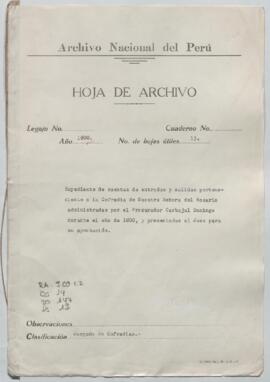 Archivo Nacional del Perú
HOJA DE ARCHIVO
Legajo No. Cuaderno No.
Año 1800. No. de hojas útiles 13.
Expediente de cuentas de entradas y salidas pertene-
ciente a la Cofradía de Nuestra Señora del Rosario
administradas por el Procurador Carbajal Domingo
durante el año de 1800, y presentadas al Juez para
su aprobación.
Observaciones
Clasificación Juzgado de Cofradías.-